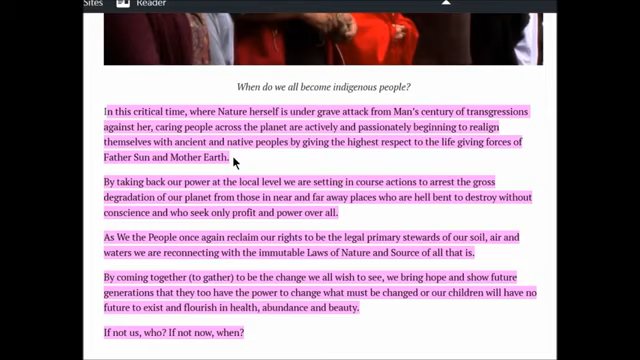 Sites Reader
When do we all become indigenous people?
In this critical time, where Nature herself is under grave attack from Man's century of transgressions
against her, caring people across the planet are actively and passionately beginning to realign
themselves with ancient and native peoples by giving the highest respect to the life giving forces of
Father Sun and Mother Earth.
By taking back our power at the local level we are setting in course actions to arrest the gross
degradation of our planet from those in near and far away places who are hell bent to destroy without
conscience and who seek only profit and power over all.
As We the People once again reclaim our rights to be the legal primary stewards of our soil, air and
waters we are reconnecting with the immutable Laws of Nature and Source of all that is.
By coming together (to gather) to be the change we all wish to see, we bring hope and show future
generations that they too have the power to change what must be changed or our children will have no
future to exist and flourish in health, abundance and beauty.
If not us, who? If not now, when?